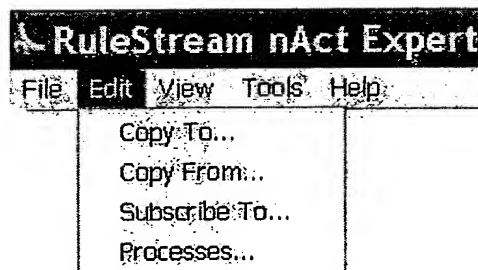 RuleStream nAct Expert
File Edit View Tools Help
Copy To...
Copy From...
Subscribe To...
Processes...